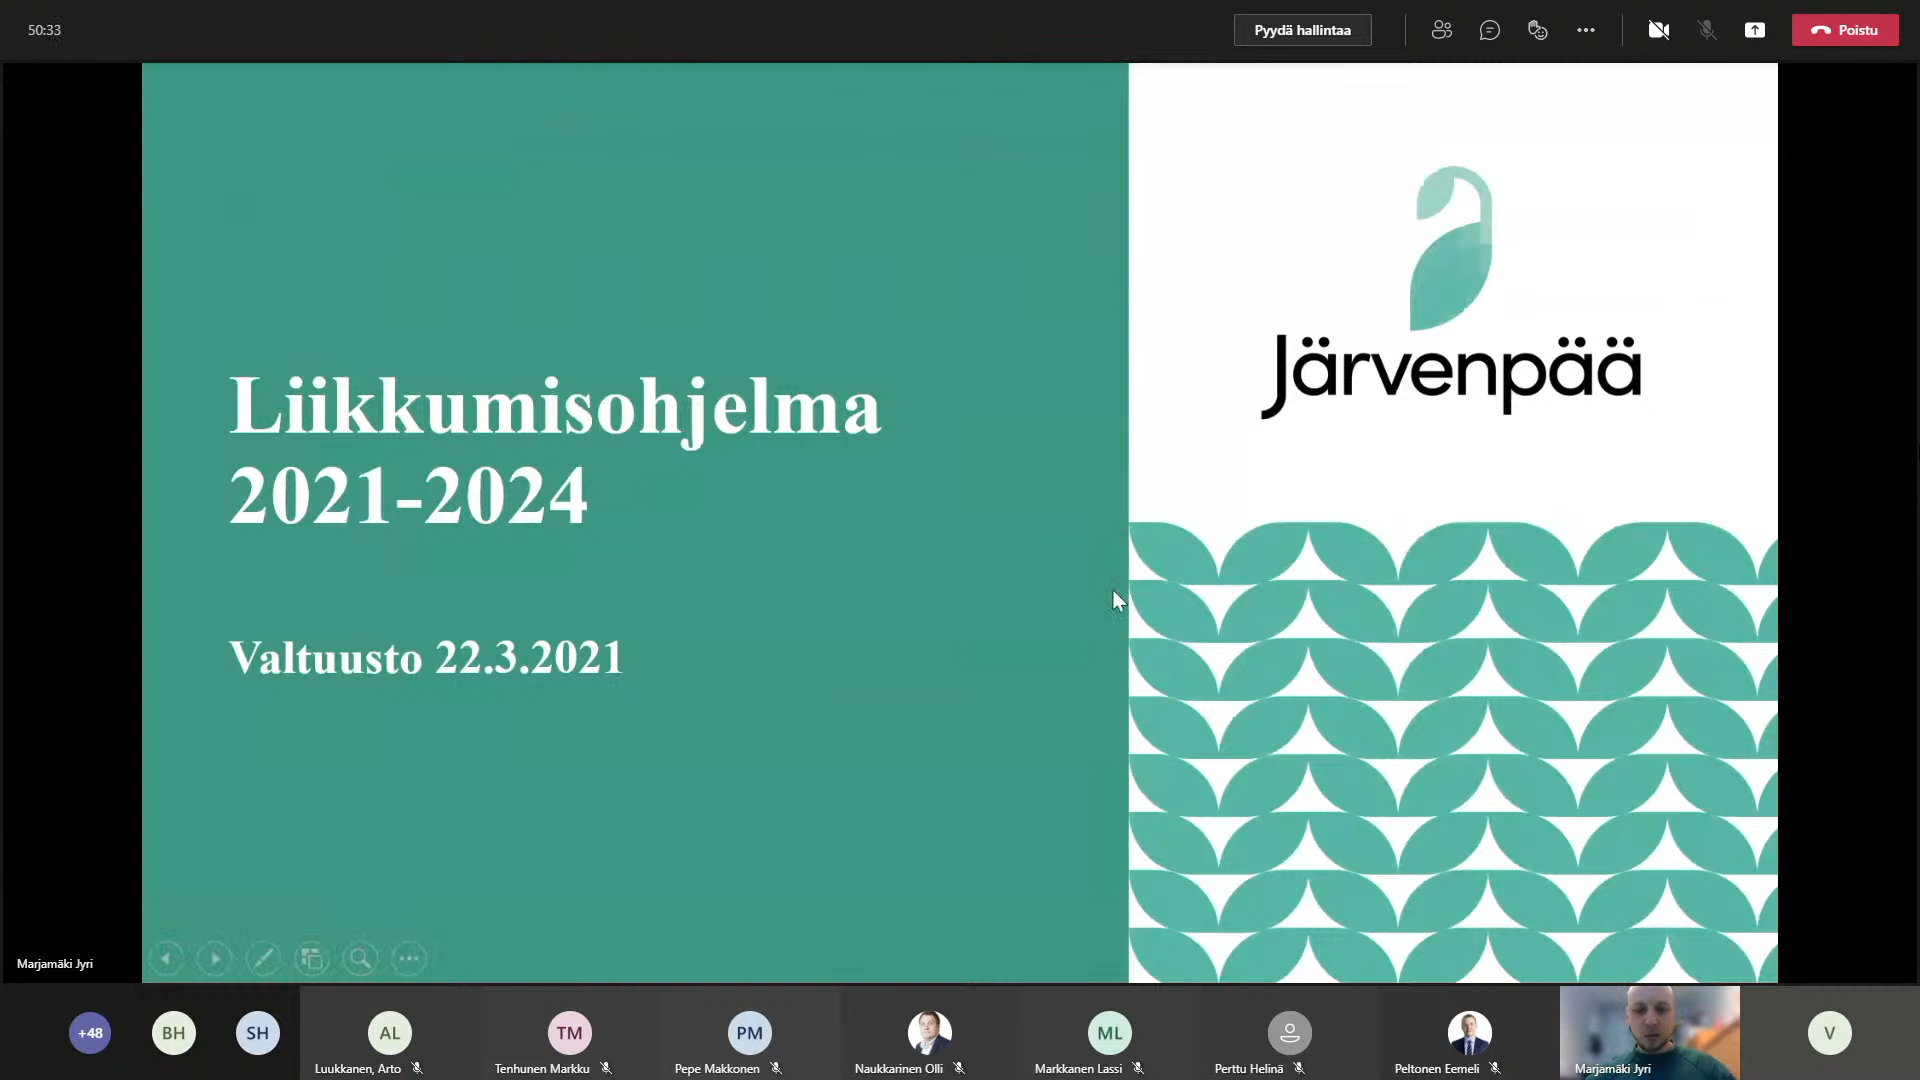 50:33
Pyydä hallintaa
Poistu
Liikkumisohjelma
2021-2024
Valtuusto 22.3.2021
Järvenpää
Marjamäki Jyri
+48
BH
SH
AL
Luukkanen, Arto
TM
Tenhunen Markku
PM
Pepe Makkonen
Naukkarinen Olli
ML
Markkanen Lassi
Perttu Helinä
Peltonen Eemeli
Marjamäki Jyri
V